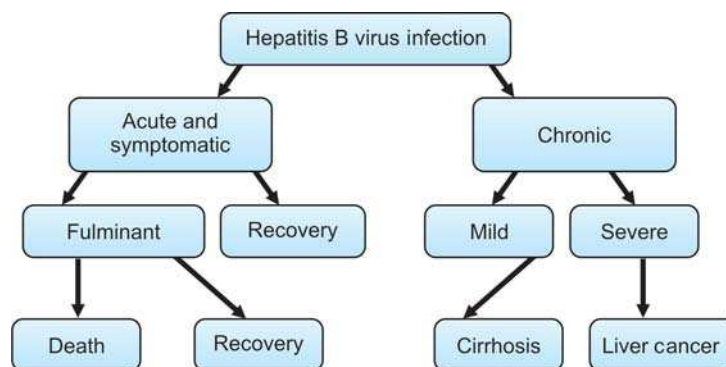 Hepatitis B virus infection
Acute and
symptomatic
Chronic
Fulminant
Recovery
Mild
Severe
Death
Recovery
Cirrhosis
Liver cancer